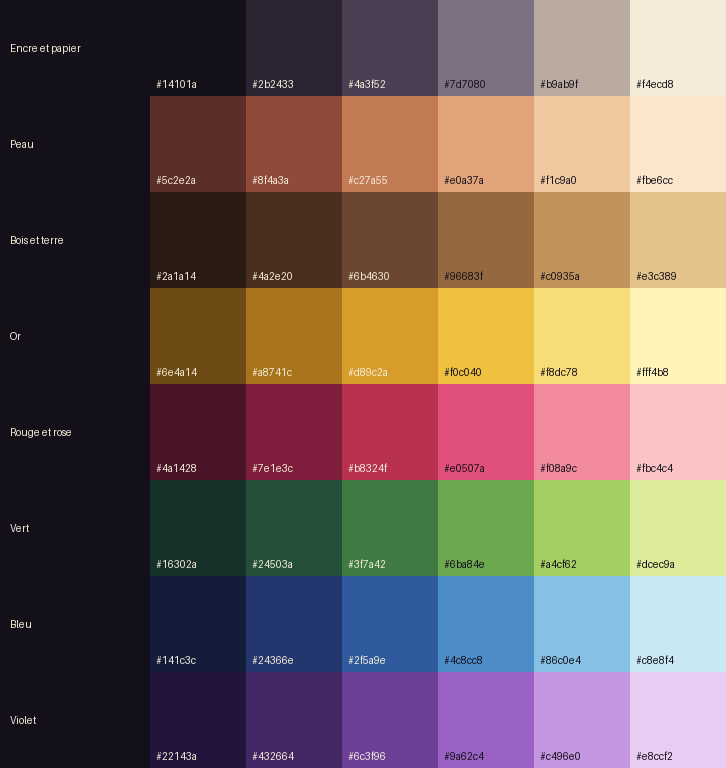 Encre et papier
#14101a #2b2433 #4a3f52 #7d7080 #b9ab9f #f4ecd8
Peau
#5c2e2a #8f4a3a #c27a55 #e0a37a #f1c9a0 #fbe6cc
Bois et terre
#2a1a14 #4a2e20 #6b4630 #96683f #c0935a #e3c389
Or
#6e4a14 #a8741c #d89c2a #f0c040 #f8dc78 #fff4b8
Rouge et rose
#4a1428 #7e1e3c #b8324f #e0507a #f08a9c #fbc4c4
Vert
#16302a #24503a #3f7a42 #6ba84e #a4cf62 #dcec9a
Bleu
#141c3c #24366e #2f5a9e #4c8cc8 #86c0e4 #c8e8f4
Violet
#22143a #432664 #6c3f96 #9a62c4 #c496e0 #e8ccf2